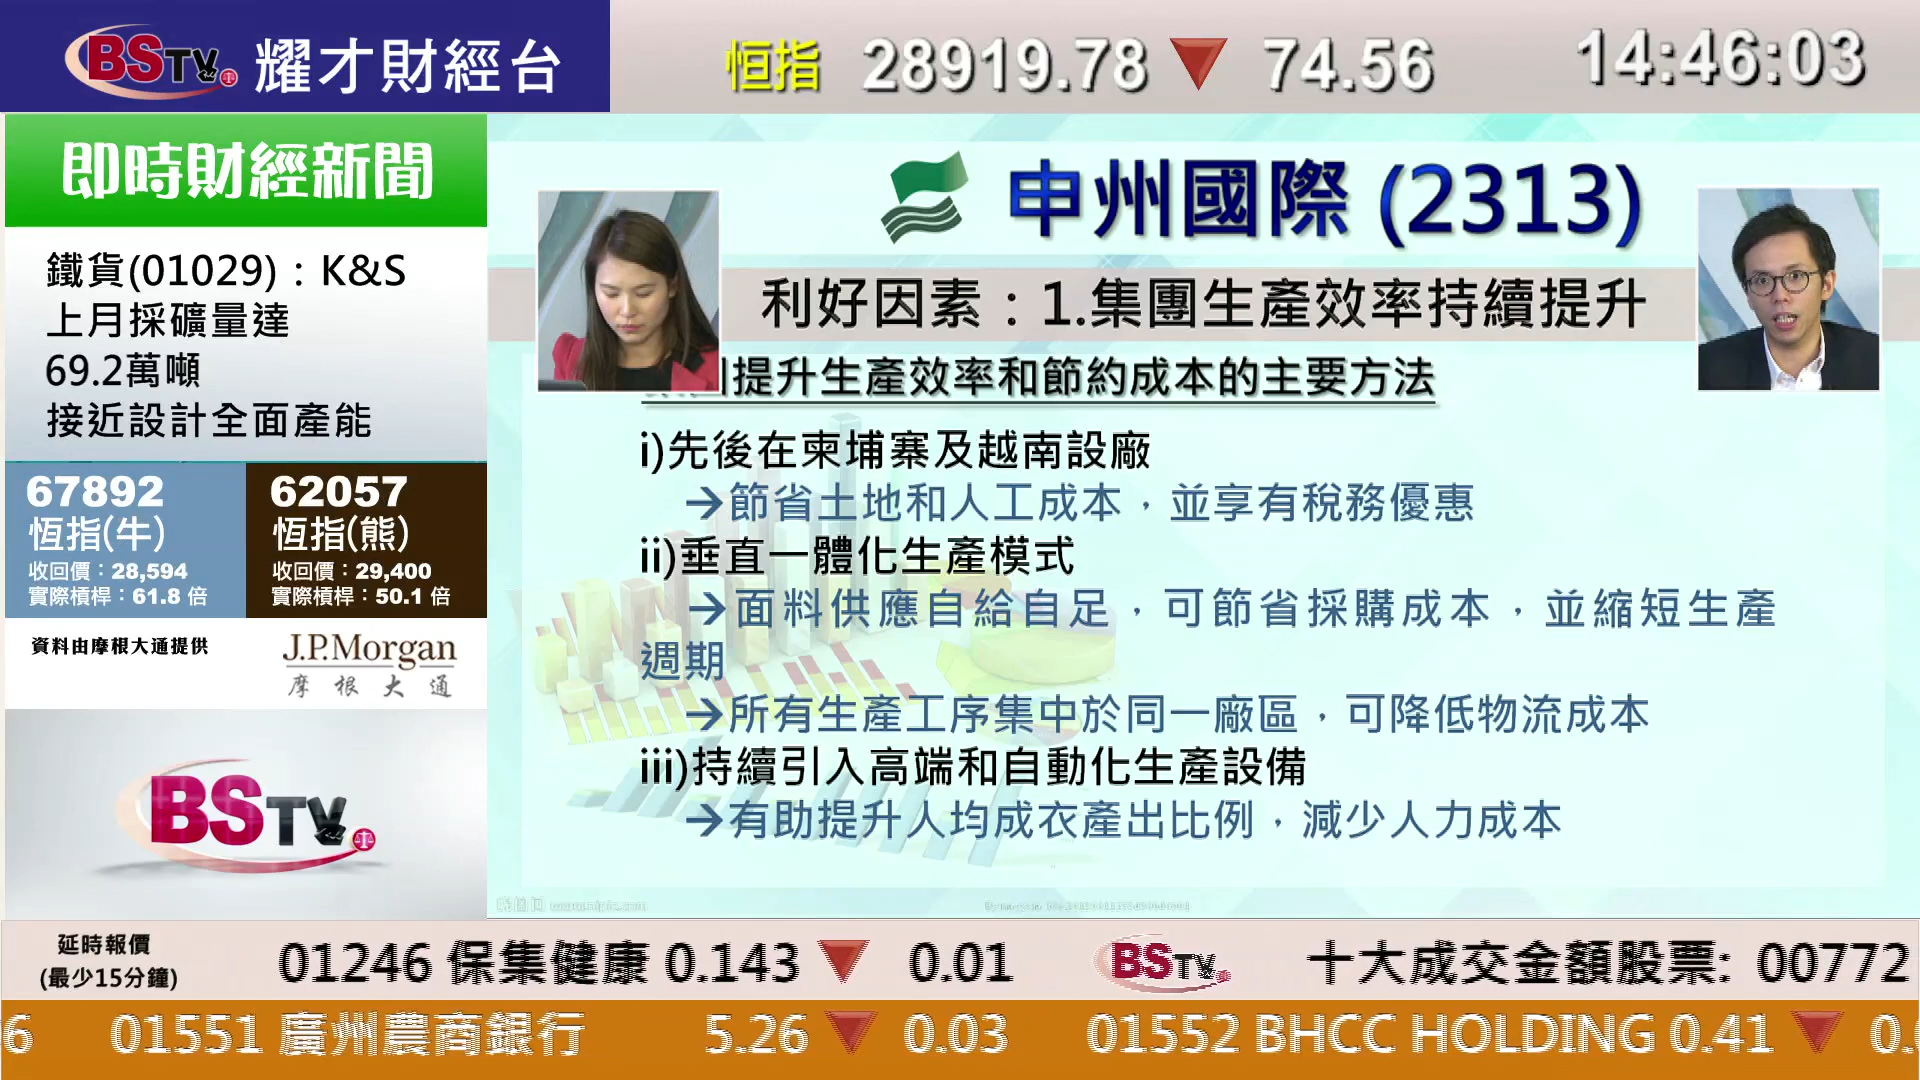 BSTV 耀才財經台
恒指 28919.78 ▼ 74.56
14:46:03
即時財經新聞
鐵貨(01029)：K&S
上月採礦量達
69.2萬噸
接近設計全面產能
67892
恆指(牛)
收回價：28,594
實際槓桿：61.8 倍
62057
恆指(熊)
收回價：29,400
實際槓桿：50.1 倍
資料由摩根大通提供
J.P.Morgan
摩根大通
BSTV
申州國際 (2313)
利好因素：1.集團生產效率持續提升
提升生產效率和節約成本的主要方法
i)先後在柬埔寨及越南設廠
→節省土地和人工成本，並享有稅務優惠
ii)垂直一體化生產模式
→面料供應自給自足，可節省採購成本，並縮短生產
週期
→所有生產工序集中於同一廠區，可降低物流成本
iii)持續引入高端和自動化生產設備
→有助提升人均成衣產出比例，減少人力成本
延時報價
(最少15分鐘)
01246 保集健康 0.143 ▼ 0.01 BSTV 十大成交金額股票: 00772
6 01551 廣州農商銀行 5.26 ▼ 0.03 01552 BHCC HOLDING 0.41 ▼ 0.